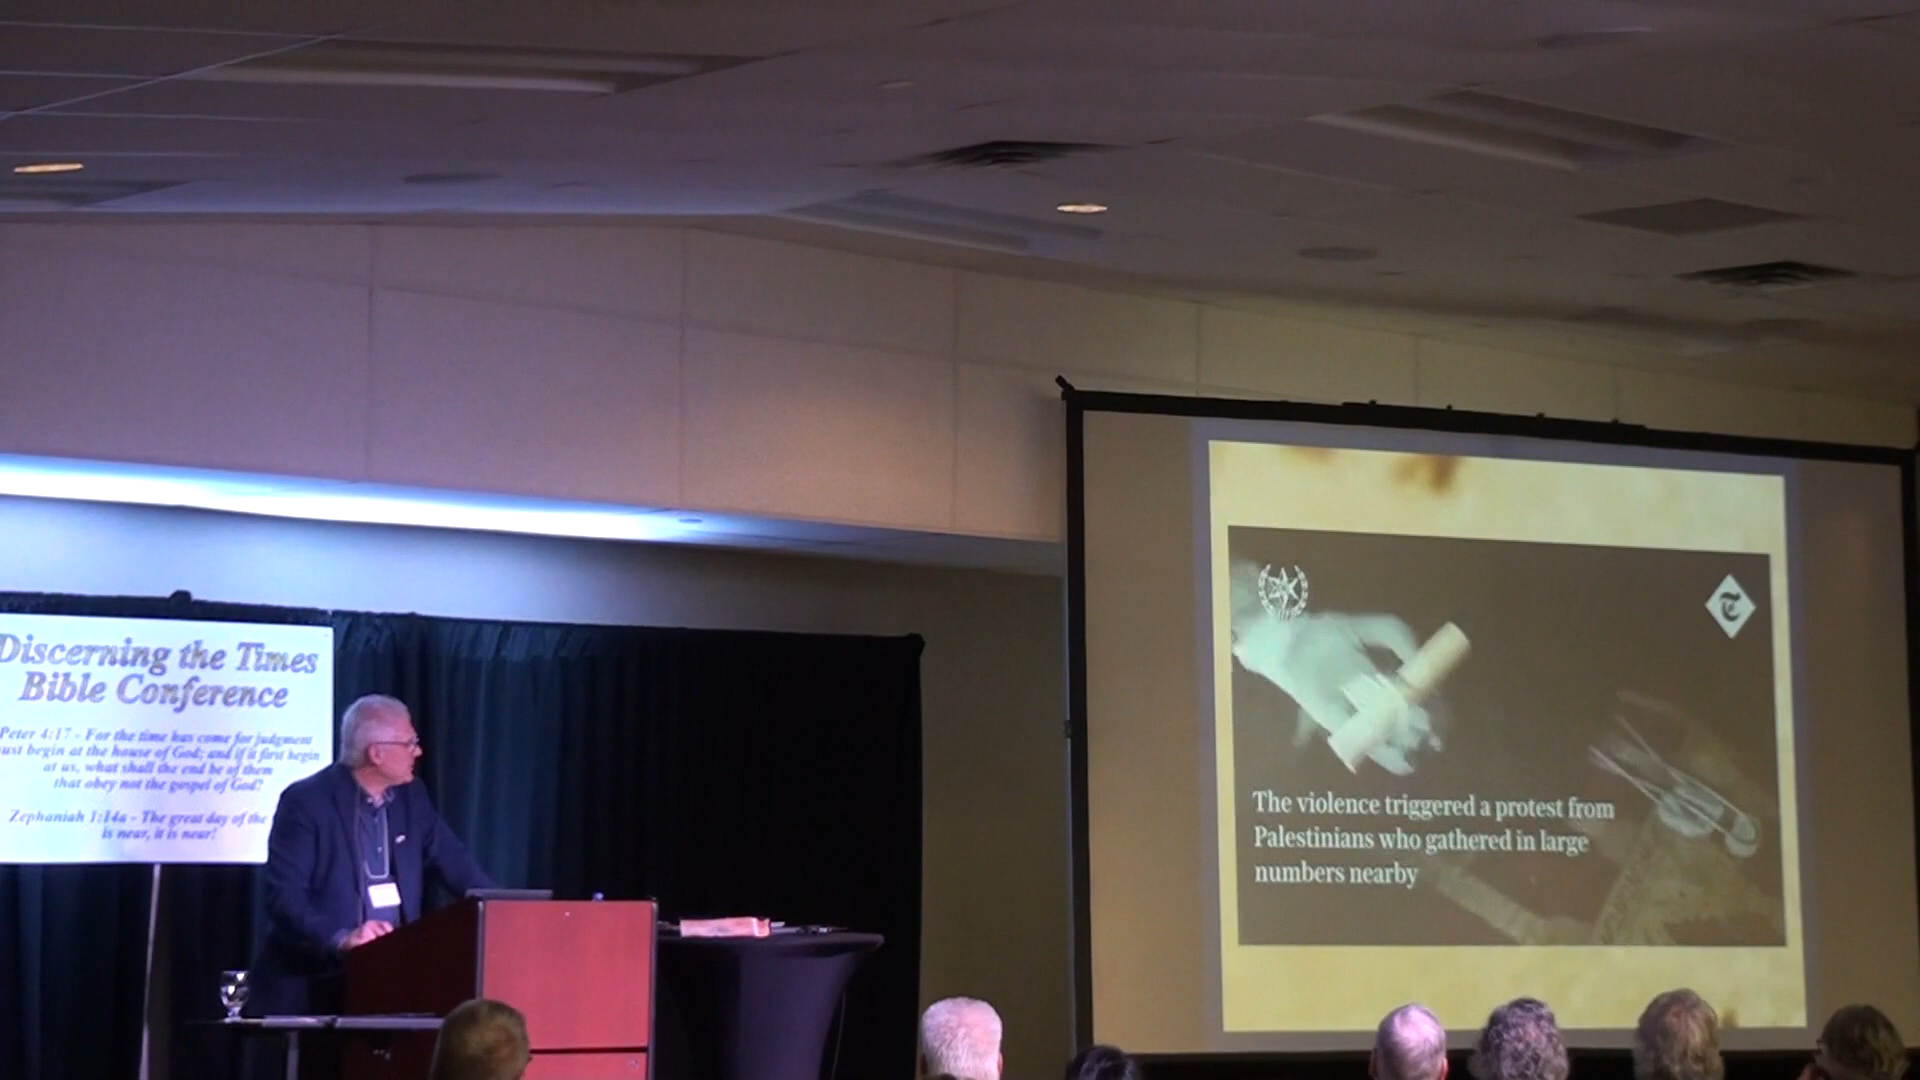 Discerning the Times
Bible Conference
Peter 4:17 - For the time has come for judgment
must begin at the house of God; and if it first begin
at us, what shall the end be of them
that obey not the gospel of God?
Zephaniah 1:14a - The great day of the
is near, it is near!
The violence triggered a protest from
Palestinians who gathered in large
numbers nearby